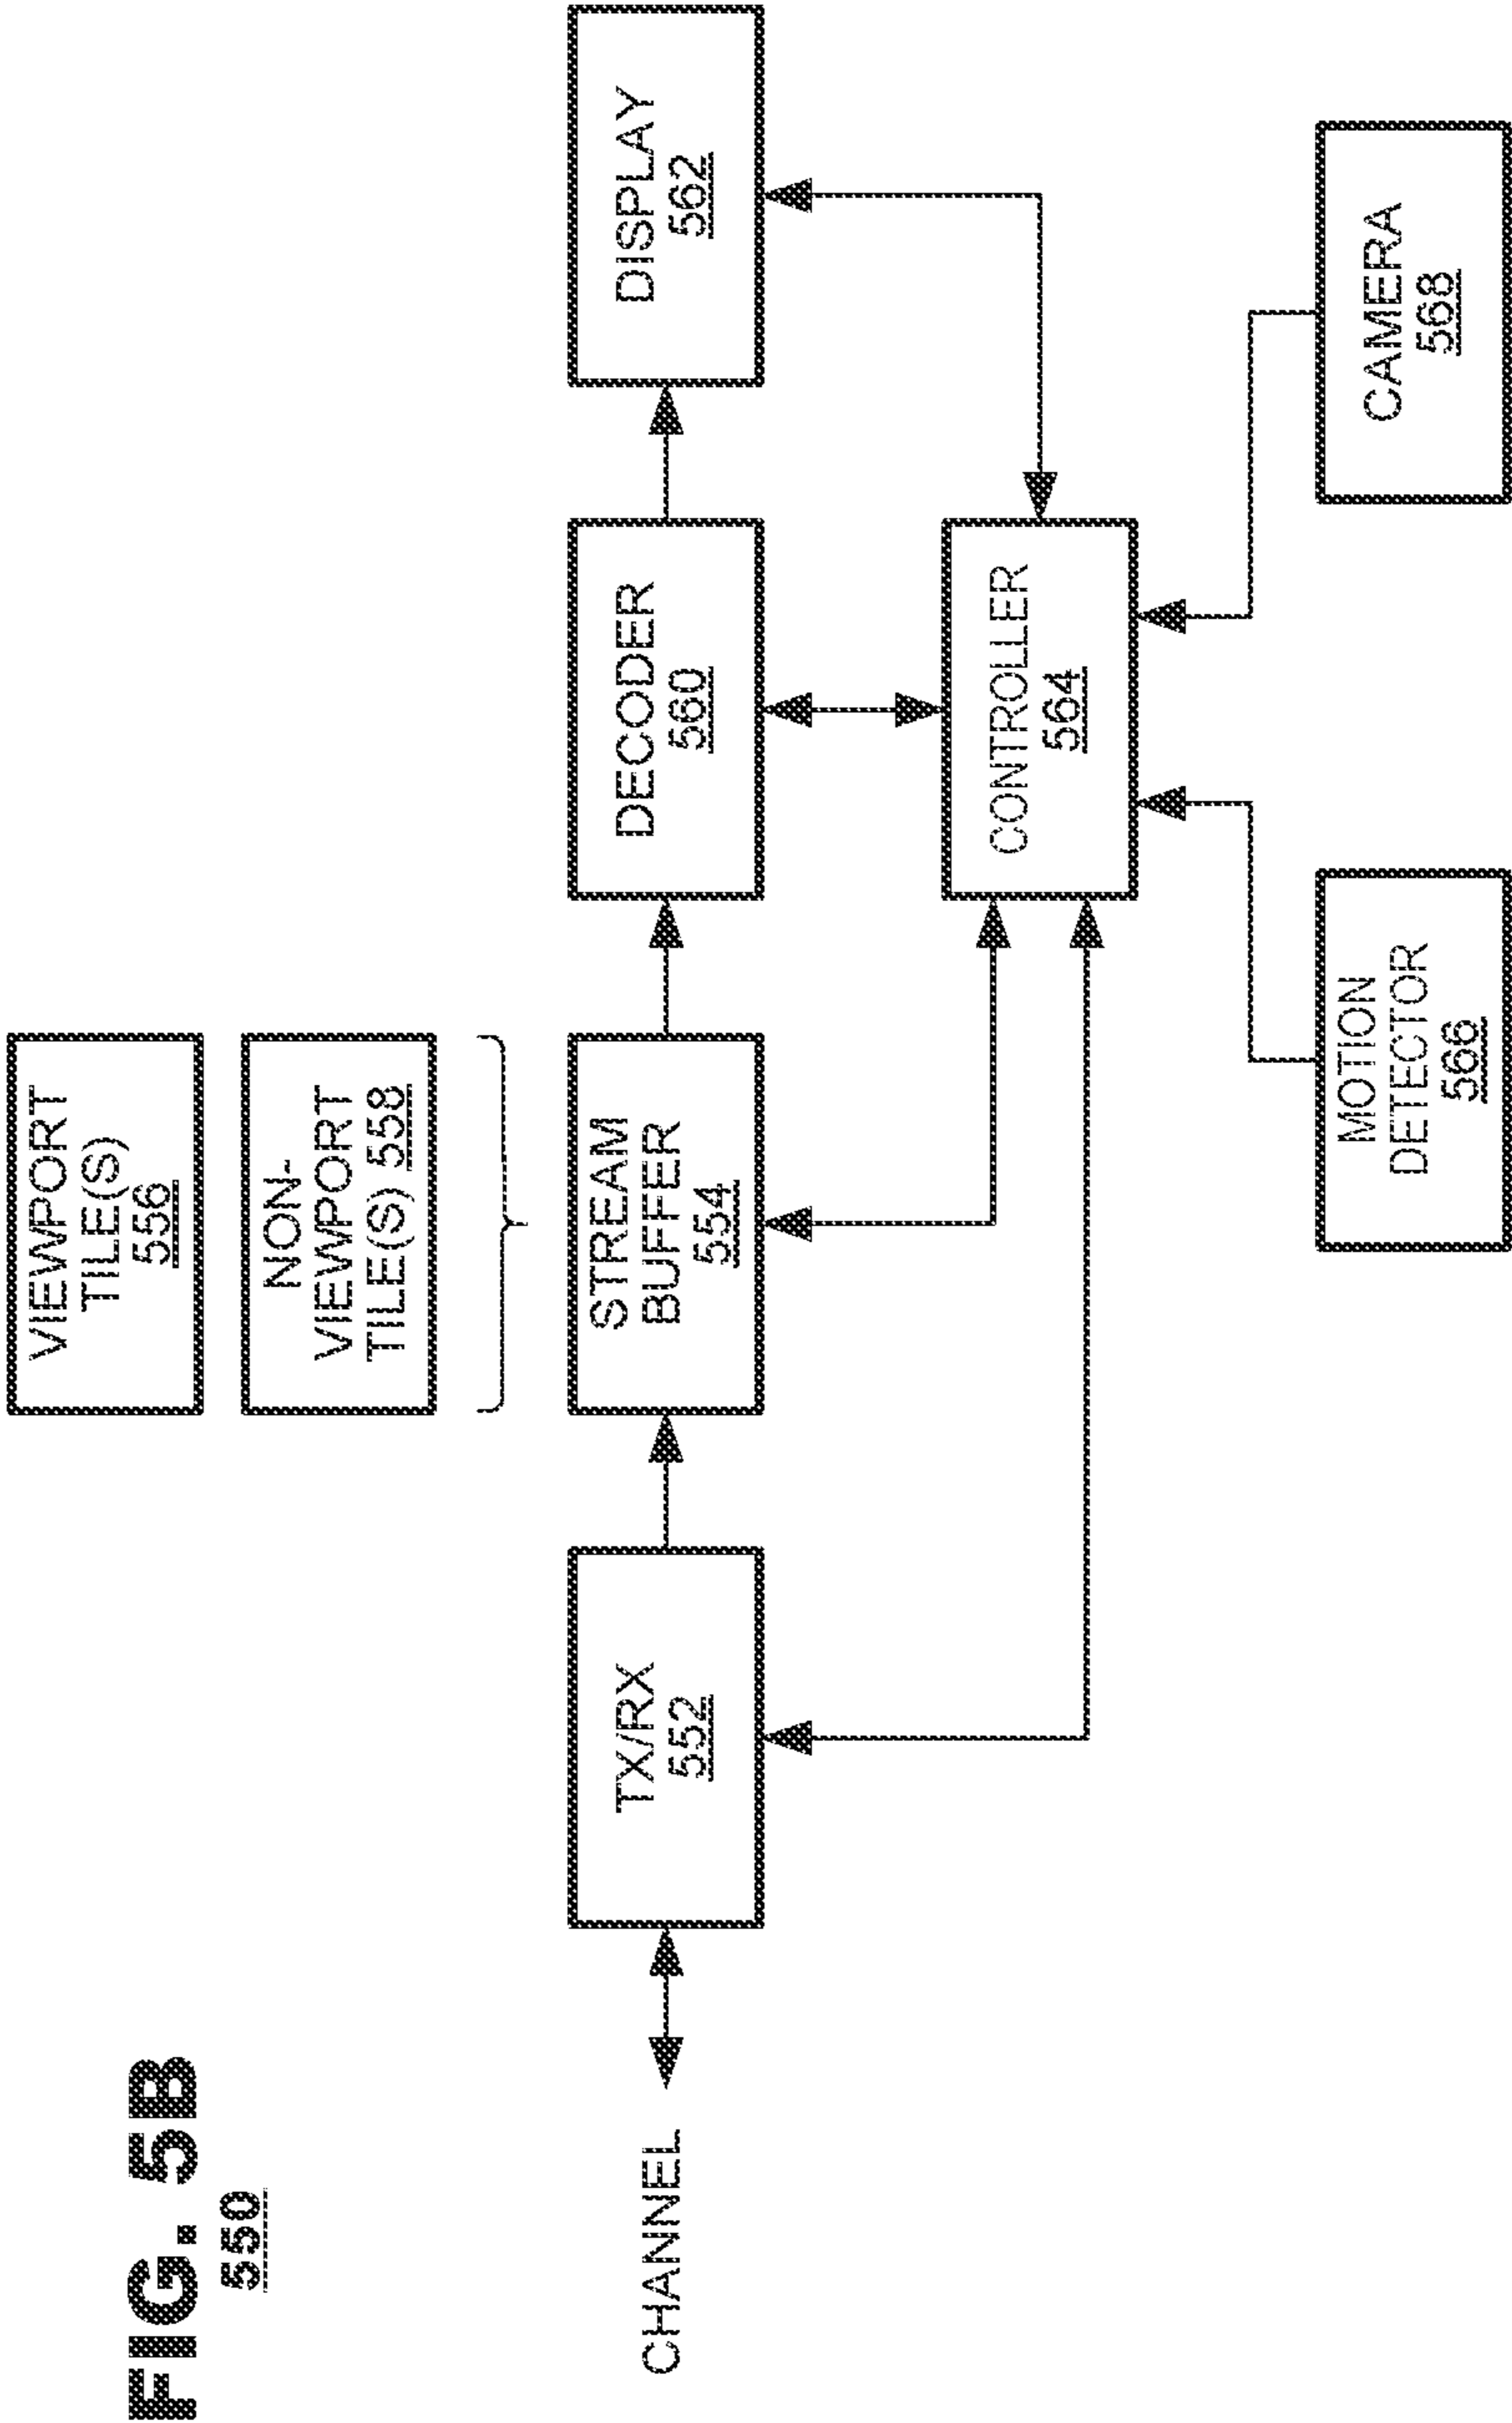 FIG. 5B
550
VIEWPORT
TILE(S)
556
NON-
VIEWPORT
TILE(S) 558
CHANNEL
TX/RX
552
STREAM
BUFFER
554
DECODER
560
DISPLAY
562
CONTROLLER
564
MOTION
DETECTOR
566
CAMERA
568